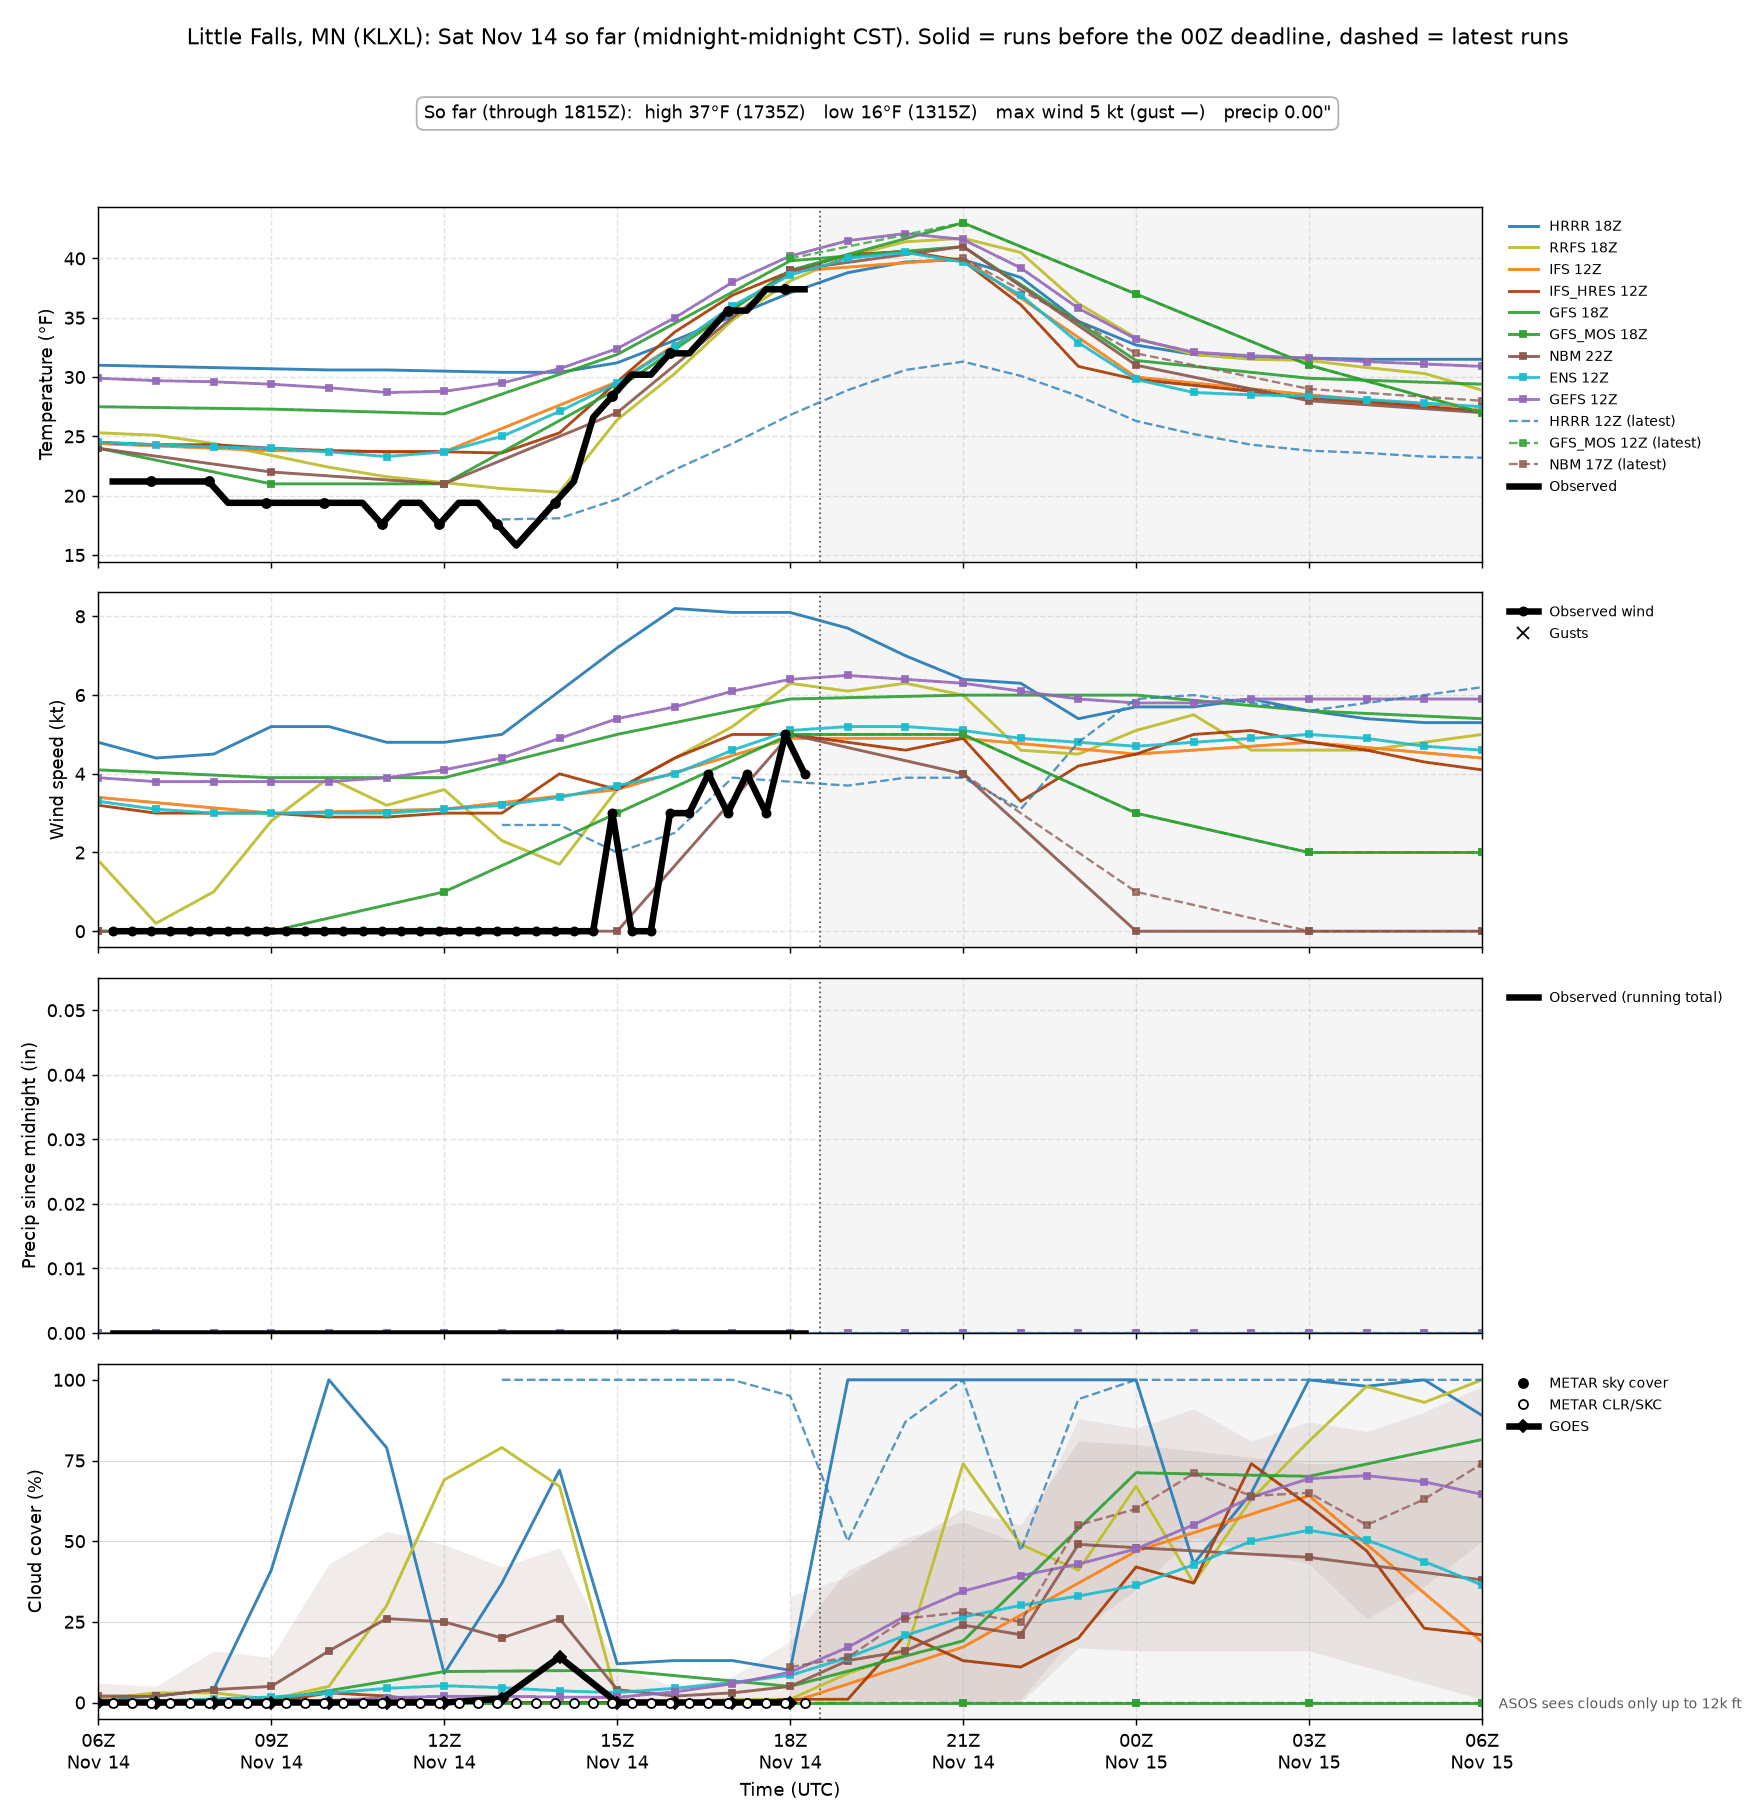 Little Falls, MN (KLXL): Sat Nov 14 so far (midnight-midnight CST). Solid = runs before the 00Z deadline, dashed = latest runs
So far (through 1815Z):  high 37°F (1735Z)   low 16°F (1315Z)   max wind 5 kt (gust —)   precip 0.00"
Temperature (°F)
40
35
30
25
20
15
HRRR 18Z
RRFS 18Z
IFS 12Z
IFS_HRES 12Z
GFS 18Z
GFS_MOS 18Z
NBM 22Z
ENS 12Z
GEFS 12Z
HRRR 12Z (latest)
GFS_MOS 12Z (latest)
NBM 17Z (latest)
Observed
Wind speed (kt)
8
6
4
2
0
Observed wind
Gusts
Precip since midnight (in)
0.05
0.04
0.03
0.02
0.01
0.00
Observed (running total)
Cloud cover (%)
100
75
50
25
0
METAR sky cover
METAR CLR/SKC
GOES
ASOS sees clouds only up to 12k ft
06Z
Nov 14
09Z
Nov 14
12Z
Nov 14
15Z
Nov 14
18Z
Nov 14
21Z
Nov 14
00Z
Nov 15
03Z
Nov 15
06Z
Nov 15
Time (UTC)